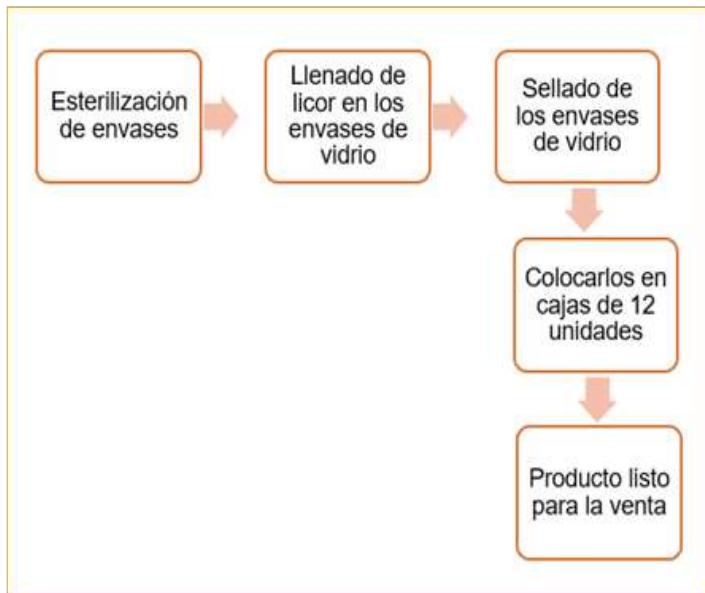 Esterilización
de envases
Llenado de
licor en los
envases de
vidrio
Sellado de
los envases
de vidrio
Colocarlos en
cajas de 12
unidades
Producto listo
para la venta